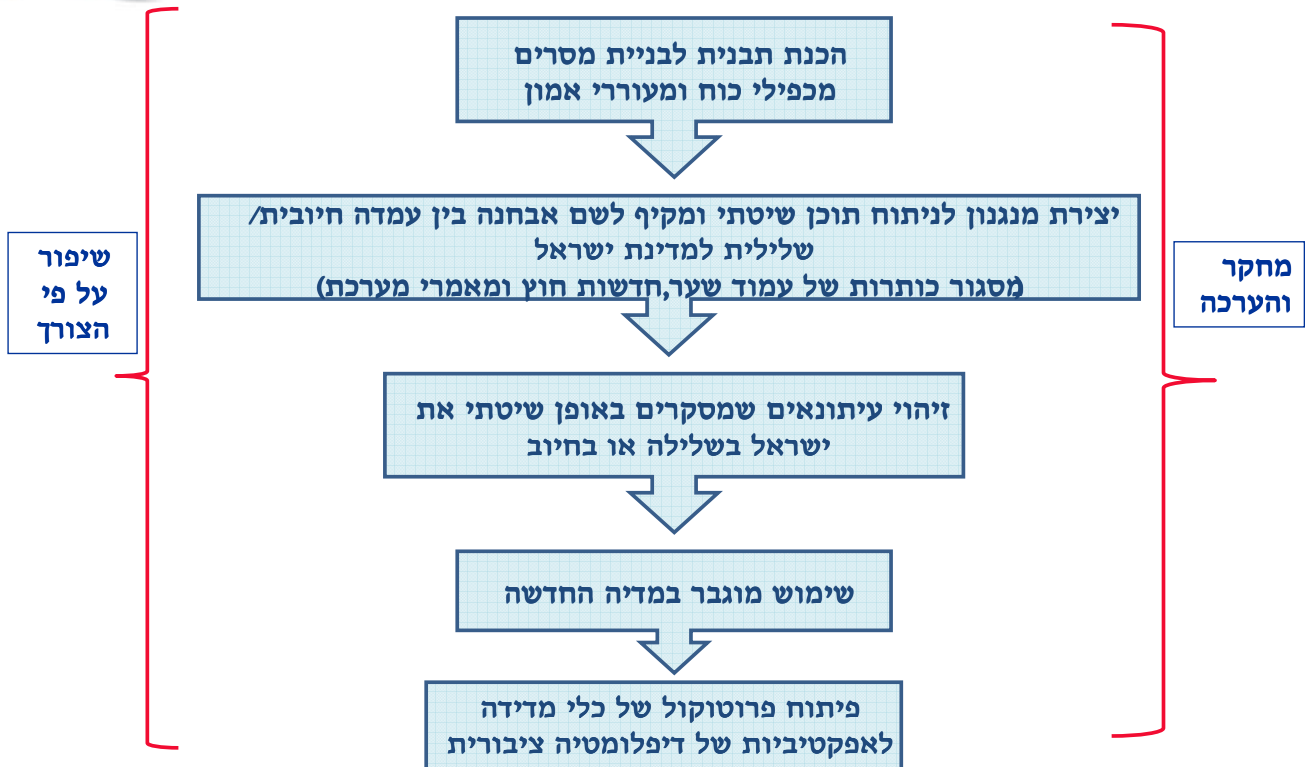 הכנת תבנית לבניית מסרים
מכפילי כוח ומעוררי אמון
יצירת מנגנון לניתוח תוכן שיטתי ומקיף לשם אבחנה בין עמדה חיובית/
שלילית למדינת ישראל
(מסגור כותרות של עמוד שער,חדשות חוץ ומאמרי מערכת)
זיהוי עיתונאים שמסקרים באופן שיטתי את
ישראל בשלילה או בחיוב
שימוש מוגבר במדיה החדשה
פיתוח פרוטוקול של כלי מדידה
לאפקטיביות של דיפלומטיה ציבורית
מחקר
והערכה
שיפור
על פי
הצורך